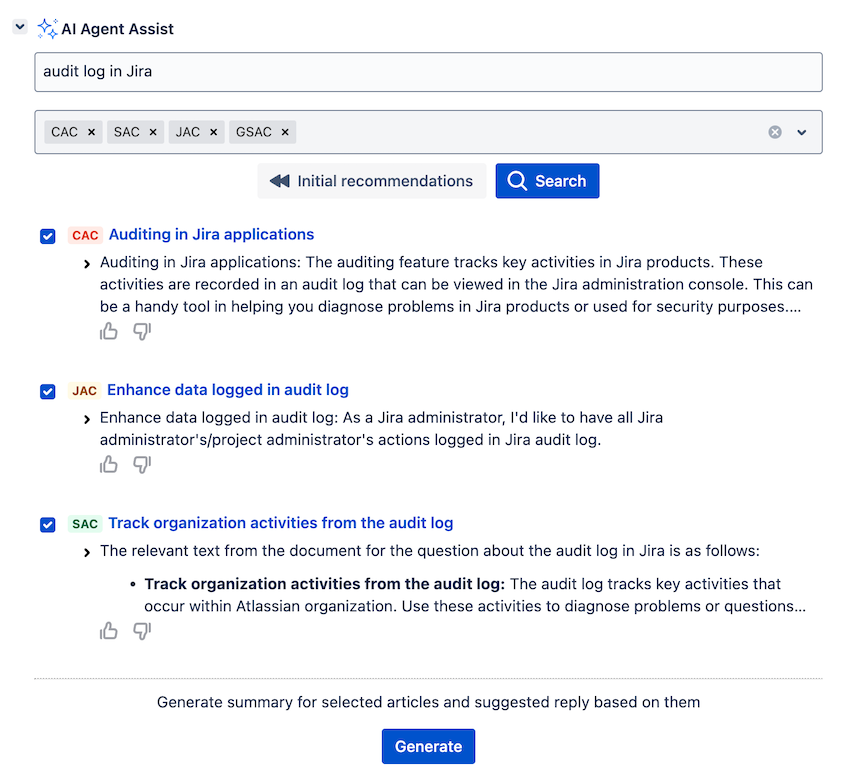 AI Agent Assist
audit log in Jira
CAC × SAC × JAC × GSAC ×
Initial recommendations Search
CAC Auditing in Jira applications
Auditing in Jira applications: The auditing feature tracks key activities in Jira products. These
activities are recorded in an audit log that can be viewed in the Jira administration console. This can
be a handy tool in helping you diagnose problems in Jira products or used for security purposes....
JAC Enhance data logged in audit log
Enhance data logged in audit log: As a Jira administrator, I'd like to have all Jira
administrator's/project administrator's actions logged in Jira audit log.
SAC Track organization activities from the audit log
The relevant text from the document for the question about the audit log in Jira is as follows:
• Track organization activities from the audit log: The audit log tracks key activities that
occur within Atlassian organization. Use these activities to diagnose problems or questions...
Generate summary for selected articles and suggested reply based on them
Generate